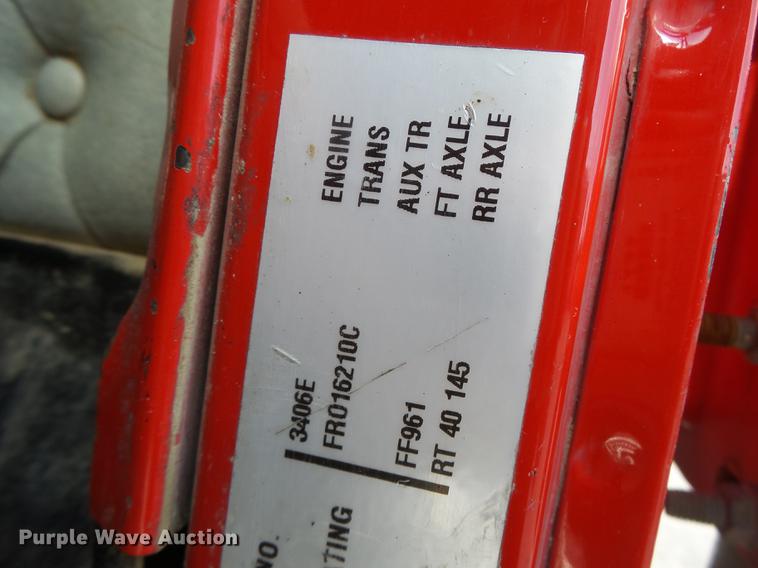 ENGINE 3406E
TRANS FRO16210C
AUX TR
FT AXLE FF961
RR AXLE RT 40 145
NO.
TING
Purple Wave Auction